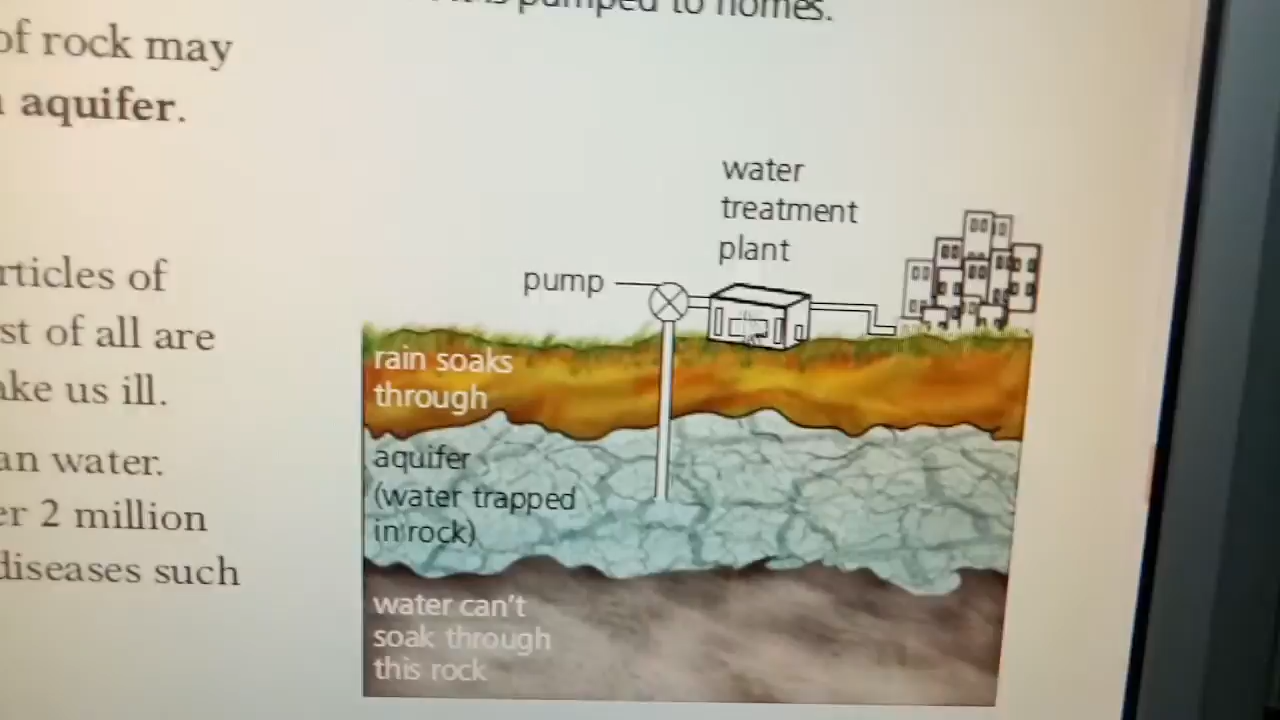 is pumped to homes.
of rock may
aquifer.
water
treatment
plant
pump
rticles of
st of all are
ake us ill.
an water.
er 2 million
diseases such
rain soaks
through
aquifer
(water trapped
in rock)
water can't
soak through
this rock